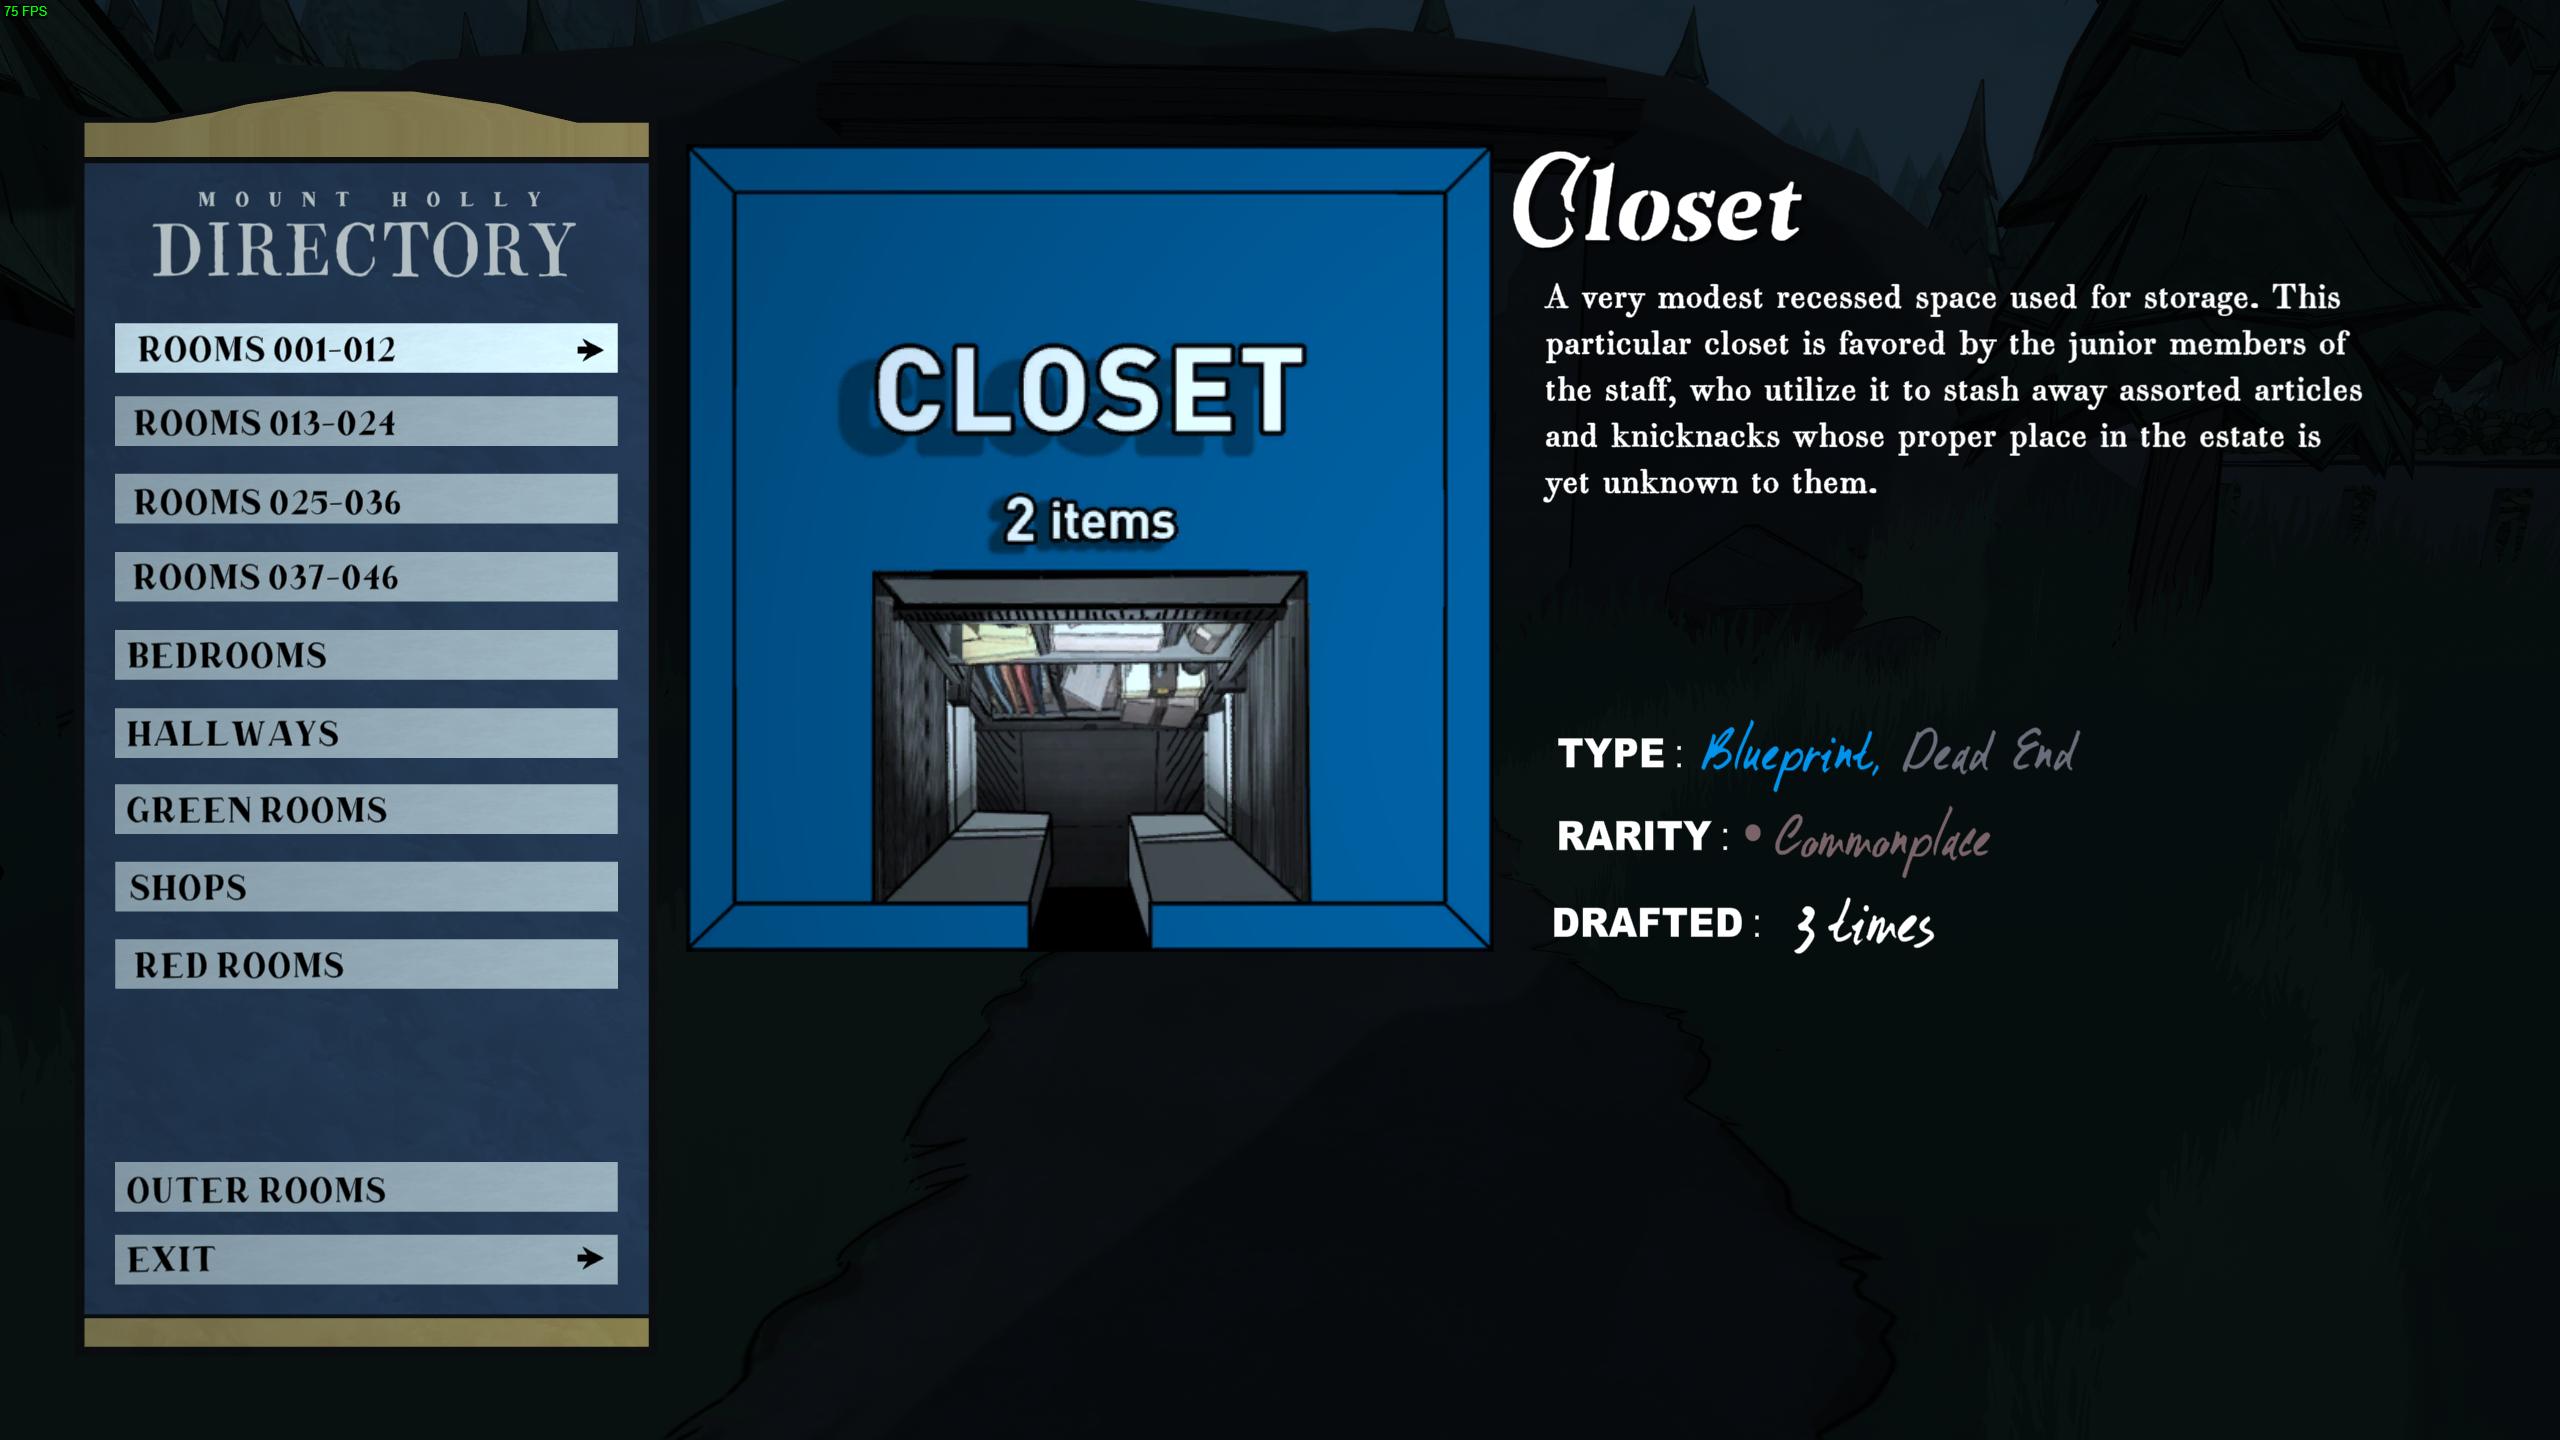 75 FPS
MOUNT HOLLY
DIRECTORY
ROOMS 001-012
ROOMS 013-024
ROOMS 025-036
ROOMS 037-046
BEDROOMS
HALLWAYS
GREEN ROOMS
SHOPS
RED ROOMS
OUTER ROOMS
EXIT
CLOSET
2 items
Closet
A very modest recessed space used for storage. This
particular closet is favored by the junior members of
the staff, who utilize it to stash away assorted articles
and knicknacks whose proper place in the estate is
yet unknown to them.
TYPE : Blueprint, Dead End
RARITY : • Commonplace
DRAFTED : 3 times